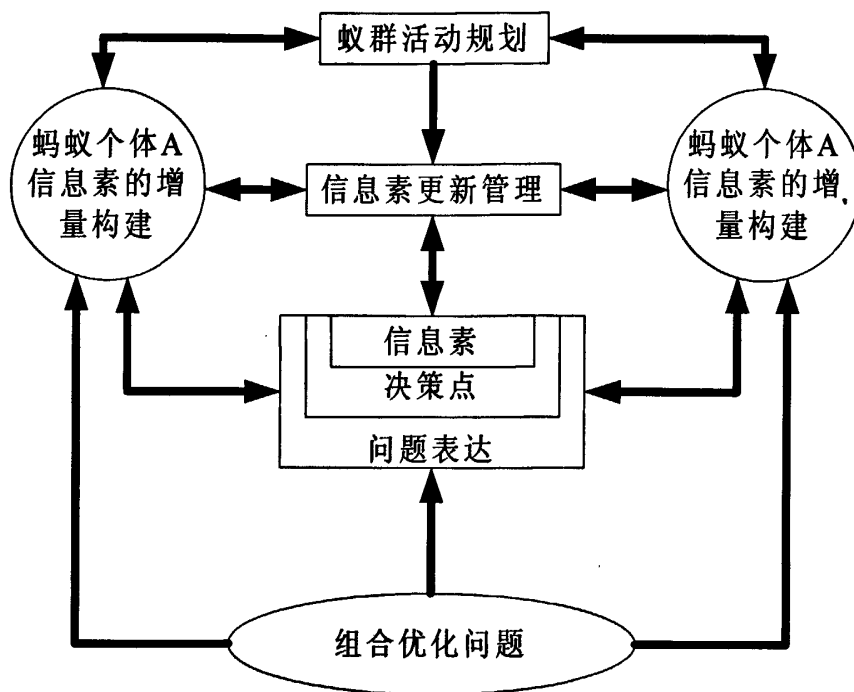 蚁群活动规划
蚂蚁个体A
信息素的增
量构建
信息素更新管理
蚂蚁个体A
信息素的增
量构建
信息素
决策点
问题表达
组合优化问题